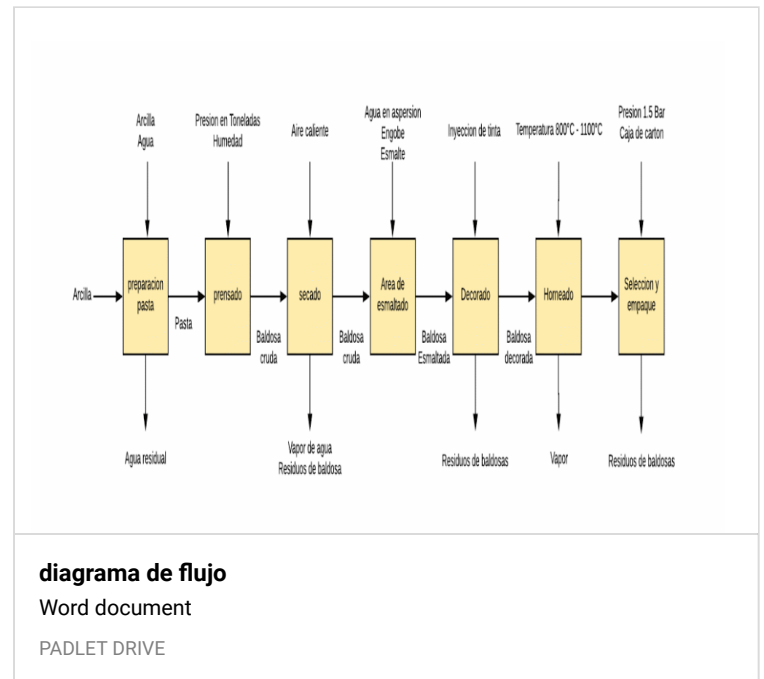 Arcilla
Agua
Presion en Toneladas
Humedad
Aire caliente
Agua en aspersion
Engobe
Esmalte
Inyeccion de tinta
Temperatura 800°C - 1100°C
Presion 1.5 Bar
Caja de carton
Arcilla
preparacion
pasta
Pasta
prensado
Baldosa
cruda
secado
Baldosa
cruda
Area de
esmaltado
Baldosa
Esmaltada
Decorado
Baldosa
decorada
Horneado
Seleccion y
empaque
Agua residual
Vapor de agua
Residuos de baldosa
Residuos de baldosas
Vapor
Residuos de baldosas
diagrama de flujo
Word document
PADLET DRIVE